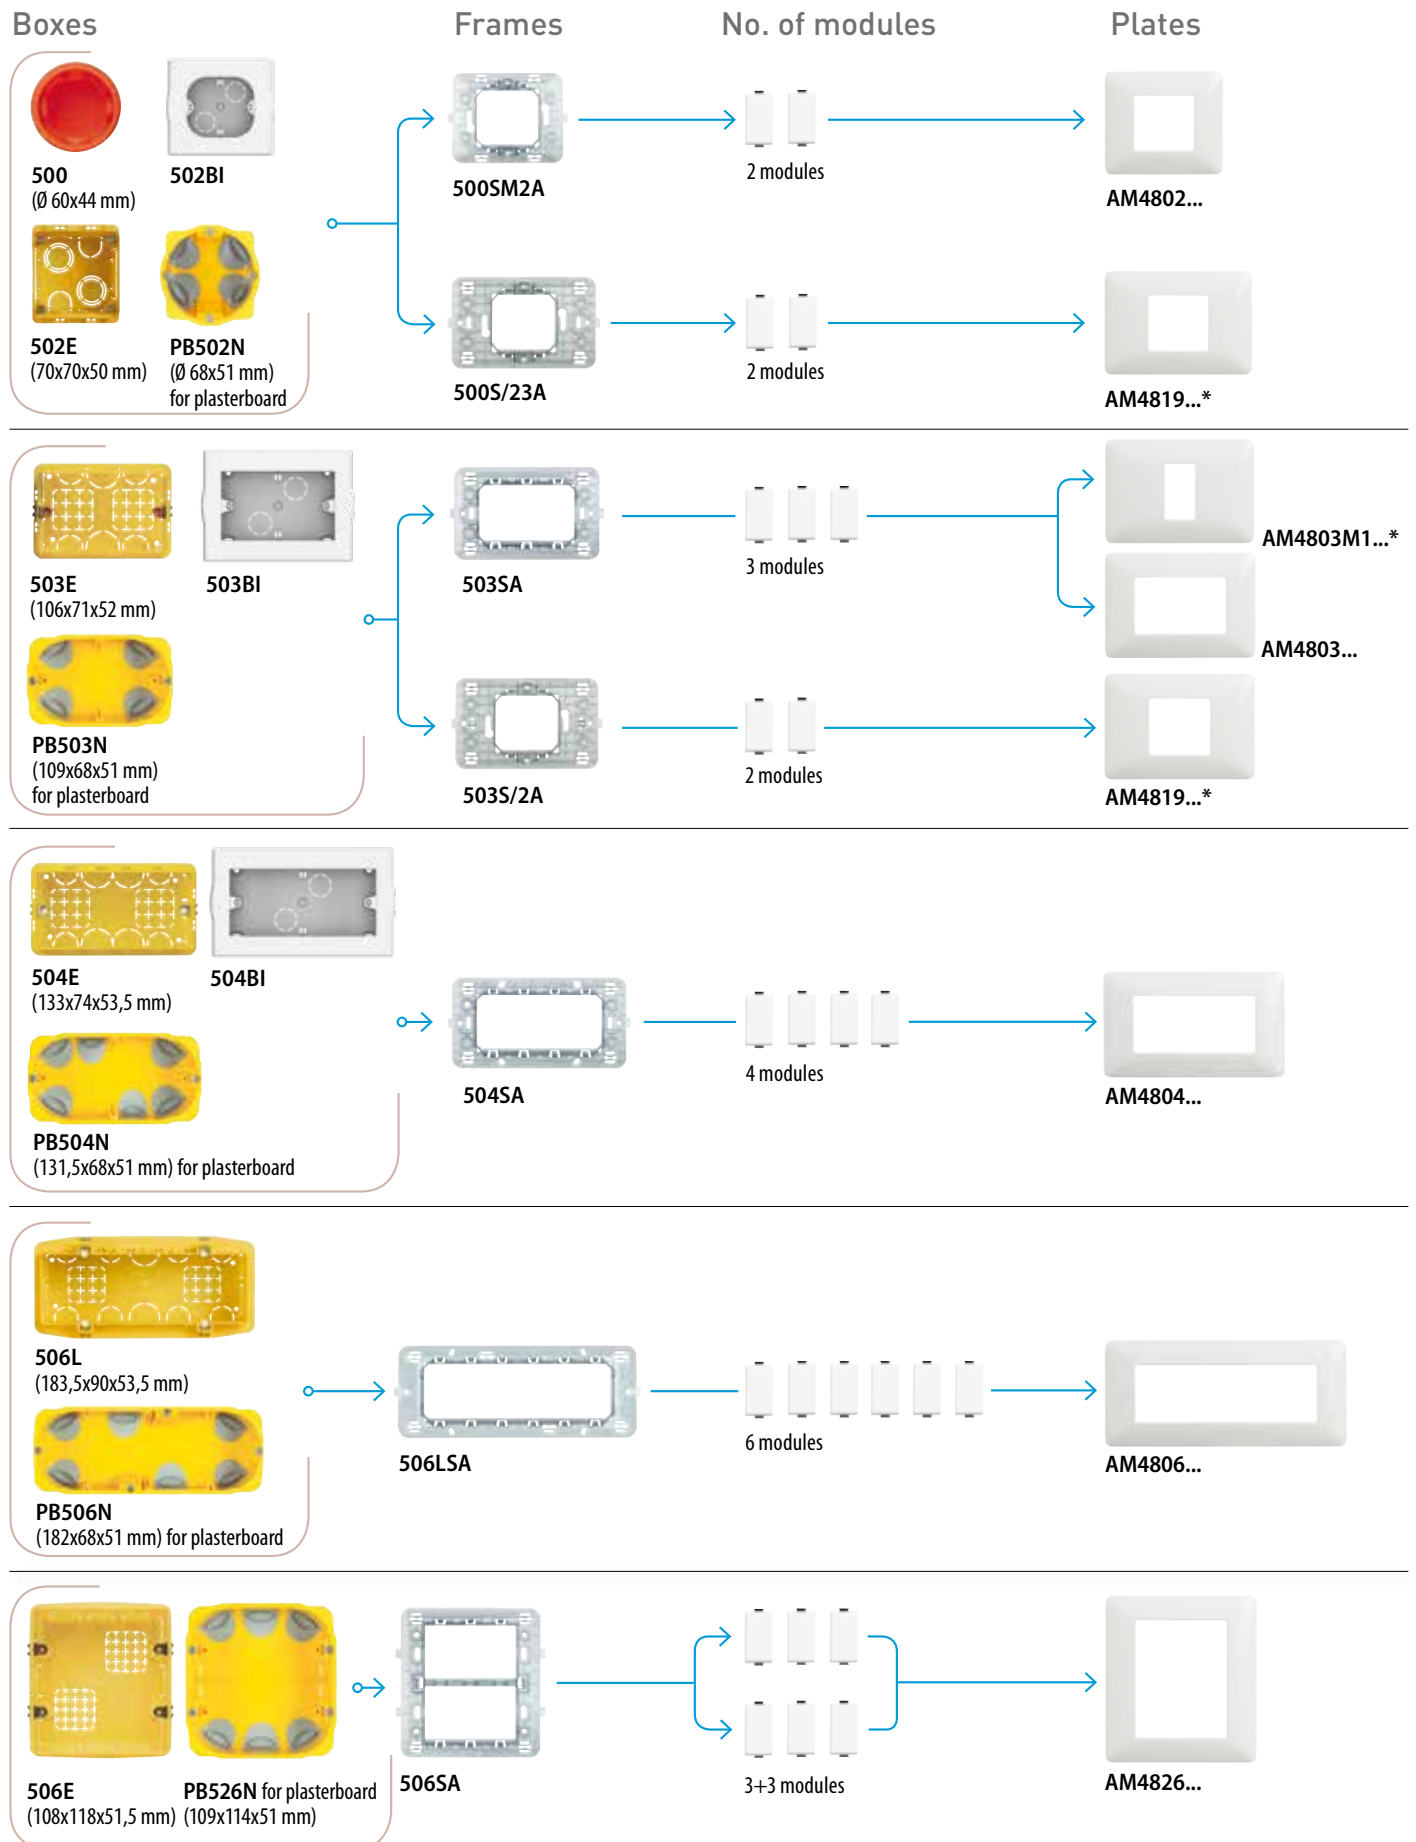 Boxes Frames No. of modules Plates
500
(Ø 60x44 mm)
502BI
502E
(70x70x50 mm)
PB502N
(Ø 68x51 mm)
for plasterboard
500SM2A
2 modules
AM4802...
500S/23A
2 modules
AM4819...*
503E
(106x71x52 mm)
503BI
PB503N
(109x68x51 mm)
for plasterboard
503SA
3 modules
AM4803M1...*
AM4803...
503S/2A
2 modules
AM4819...*
504E
(133x74x53,5 mm)
504BI
PB504N
(131,5x68x51 mm) for plasterboard
504SA
4 modules
AM4804...
506L
(183,5x90x53,5 mm)
PB506N
(182x68x51 mm) for plasterboard
506LSA
6 modules
AM4806...
506E
(108x118x51,5 mm)
PB526N for plasterboard
(109x114x51 mm)
506SA
3+3 modules
AM4826...